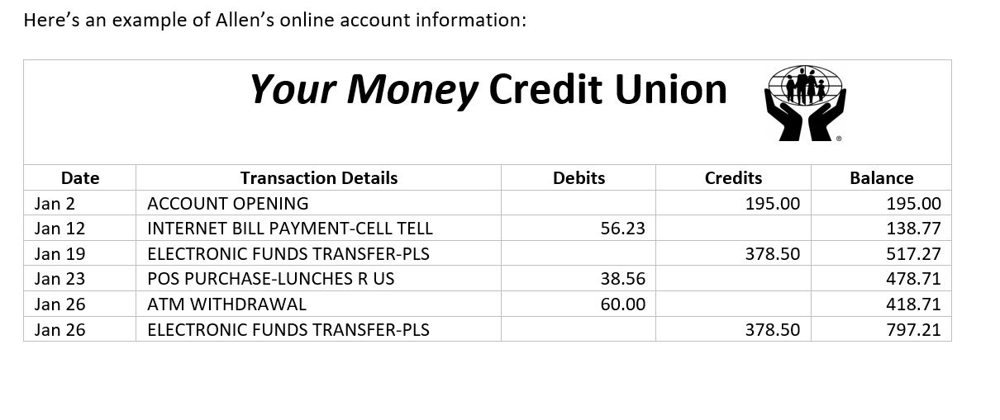 Here’s an example of Allen’s online account information:
Your Money Credit Union
®
Date Transaction Details Debits Credits Balance
Jan 2 ACCOUNT OPENING 195.00 195.00
Jan 12 INTERNET BILL PAYMENT-CELL TELL 56.23 138.77
Jan 19 ELECTRONIC FUNDS TRANSFER-PLS 378.50 517.27
Jan 23 POS PURCHASE-LUNCHES R US 38.56 478.71
Jan 26 ATM WITHDRAWAL 60.00 418.71
Jan 26 ELECTRONIC FUNDS TRANSFER-PLS 378.50 797.21